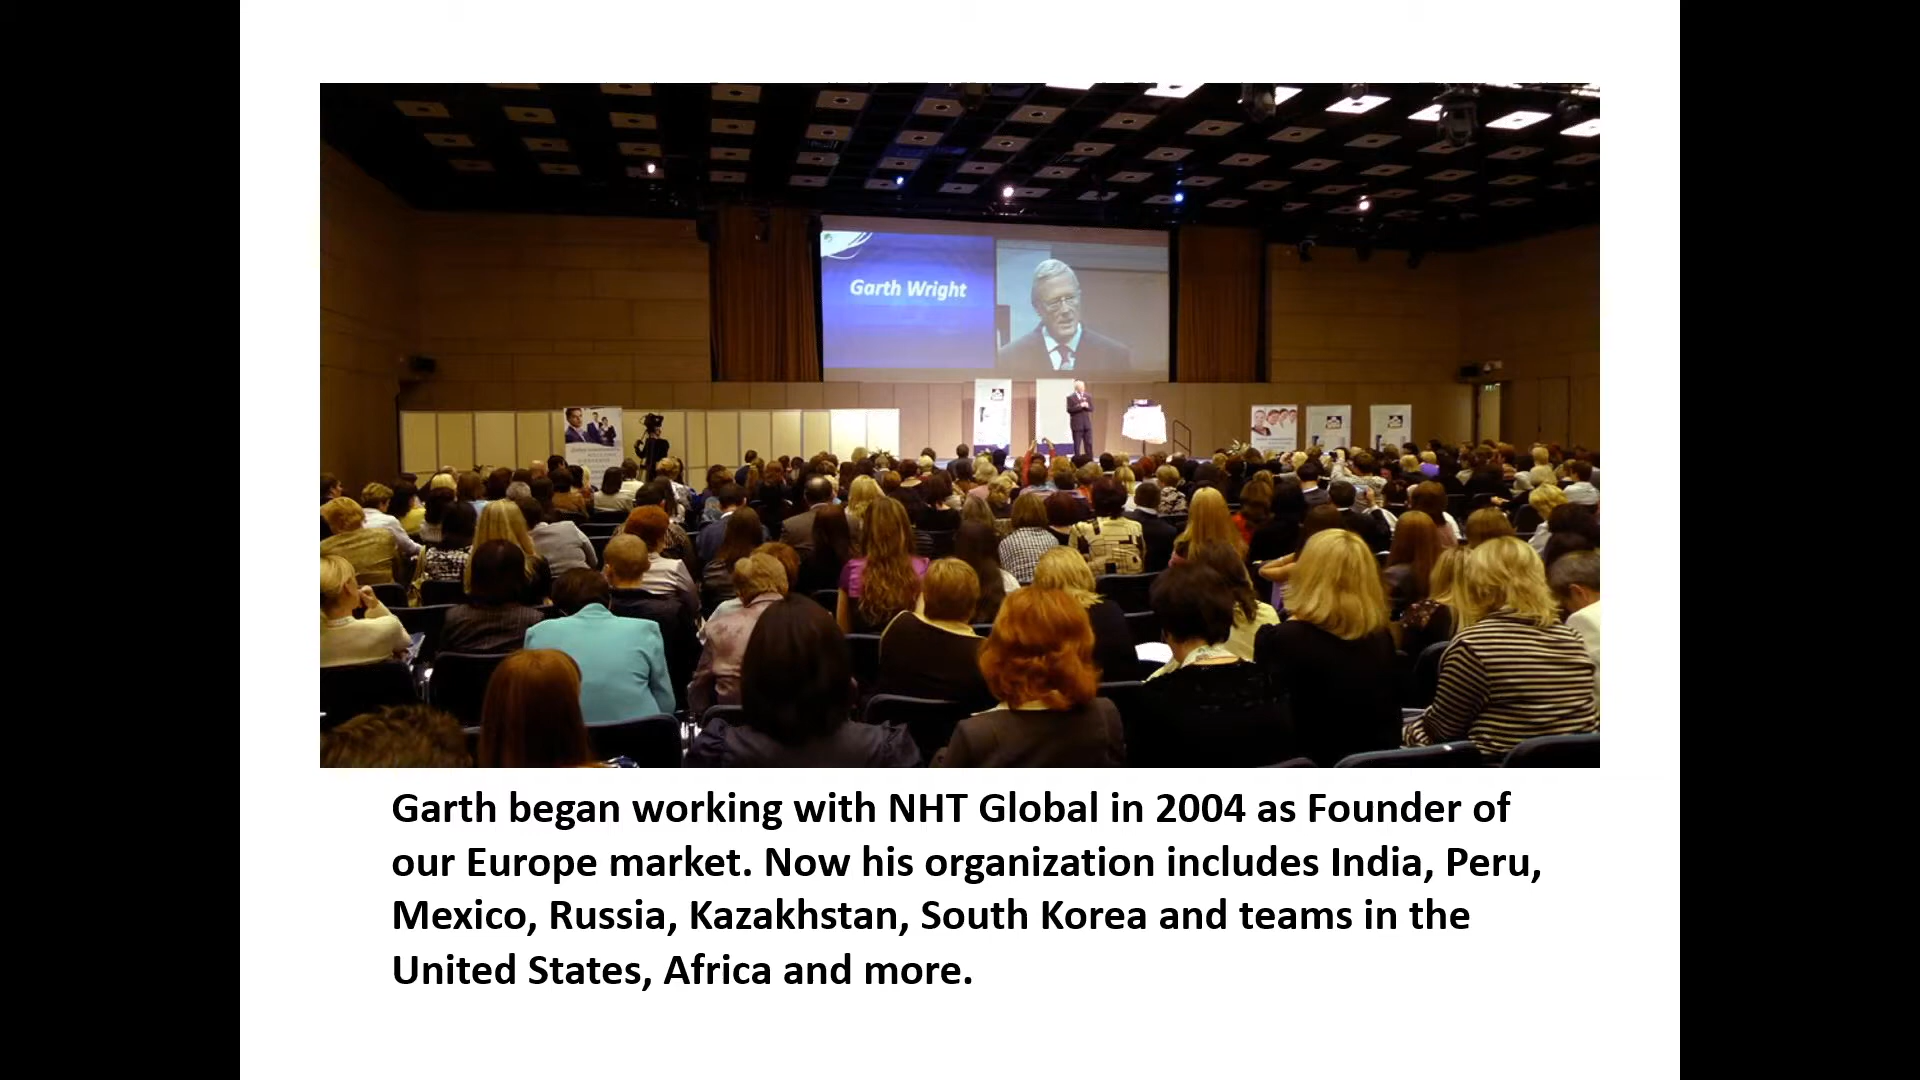 Garth Wright
Garth began working with NHT Global in 2004 as Founder of
our Europe market. Now his organization includes India, Peru,
Mexico, Russia, Kazakhstan, South Korea and teams in the
United States, Africa and more.